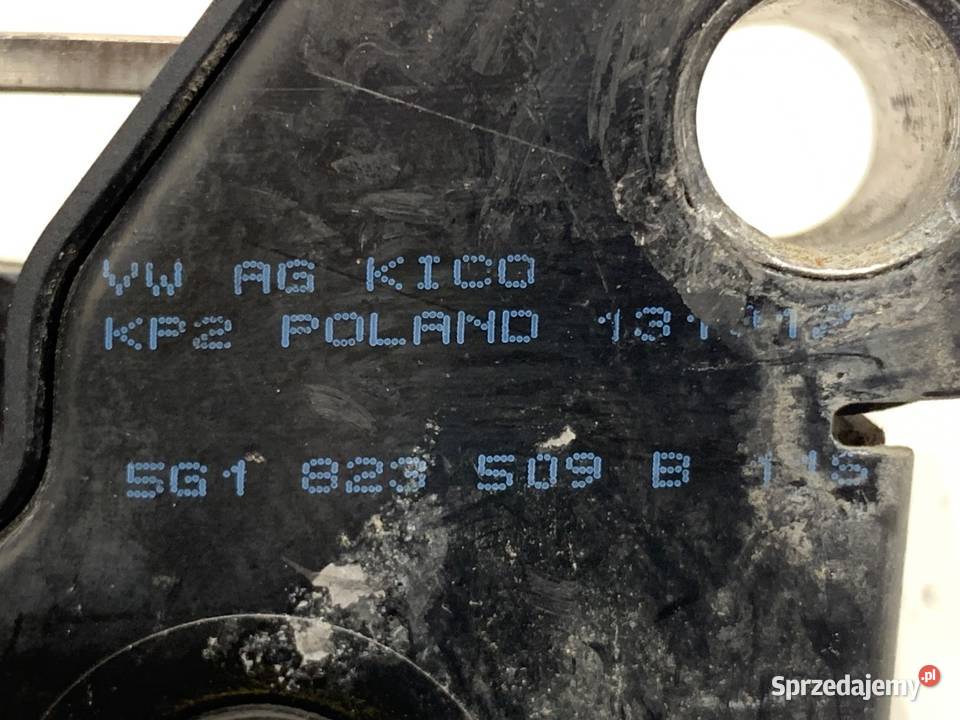 VW AG KICO
KP2 POLAND
5G1 823 509 B
Sprzedajemy.pl